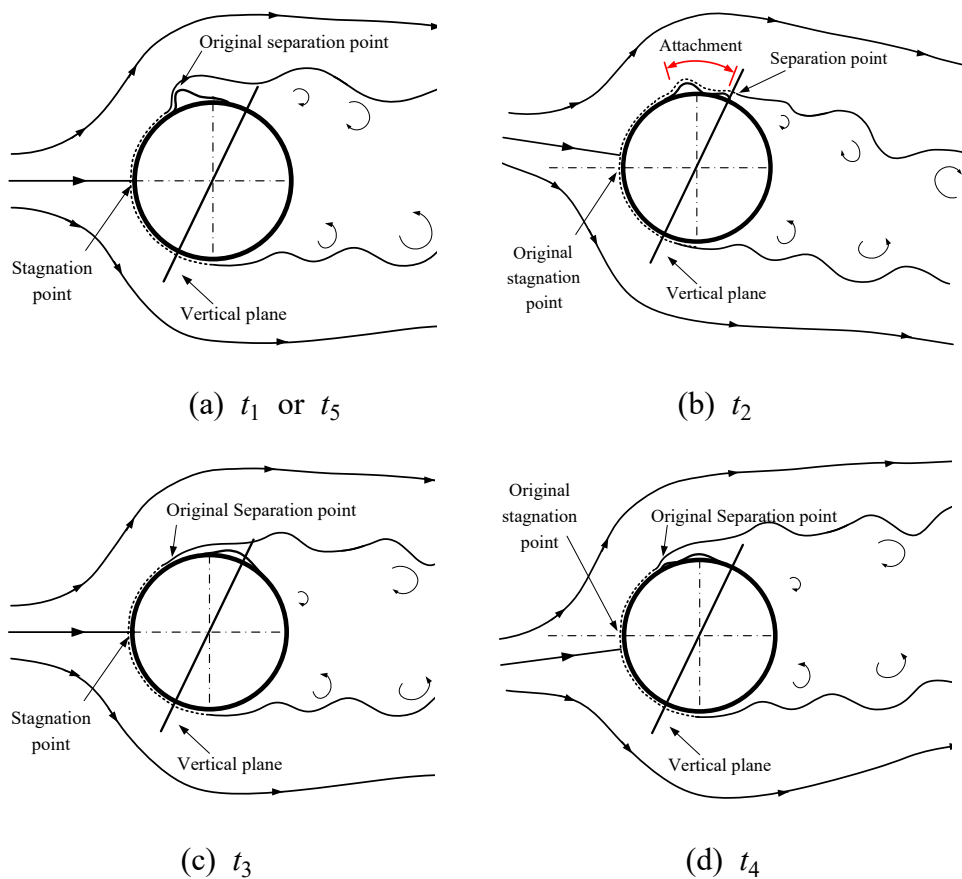 Original separation point
Stagnation
point
Vertical plane
(a) t1 or t5
Attachment
Separation point
Original
stagnation
point
Vertical plane
(b) t2
Original Separation point
Stagnation
point
Vertical plane
(c) t3
Original
stagnation
point
Original Separation point
Vertical plane
(d) t4